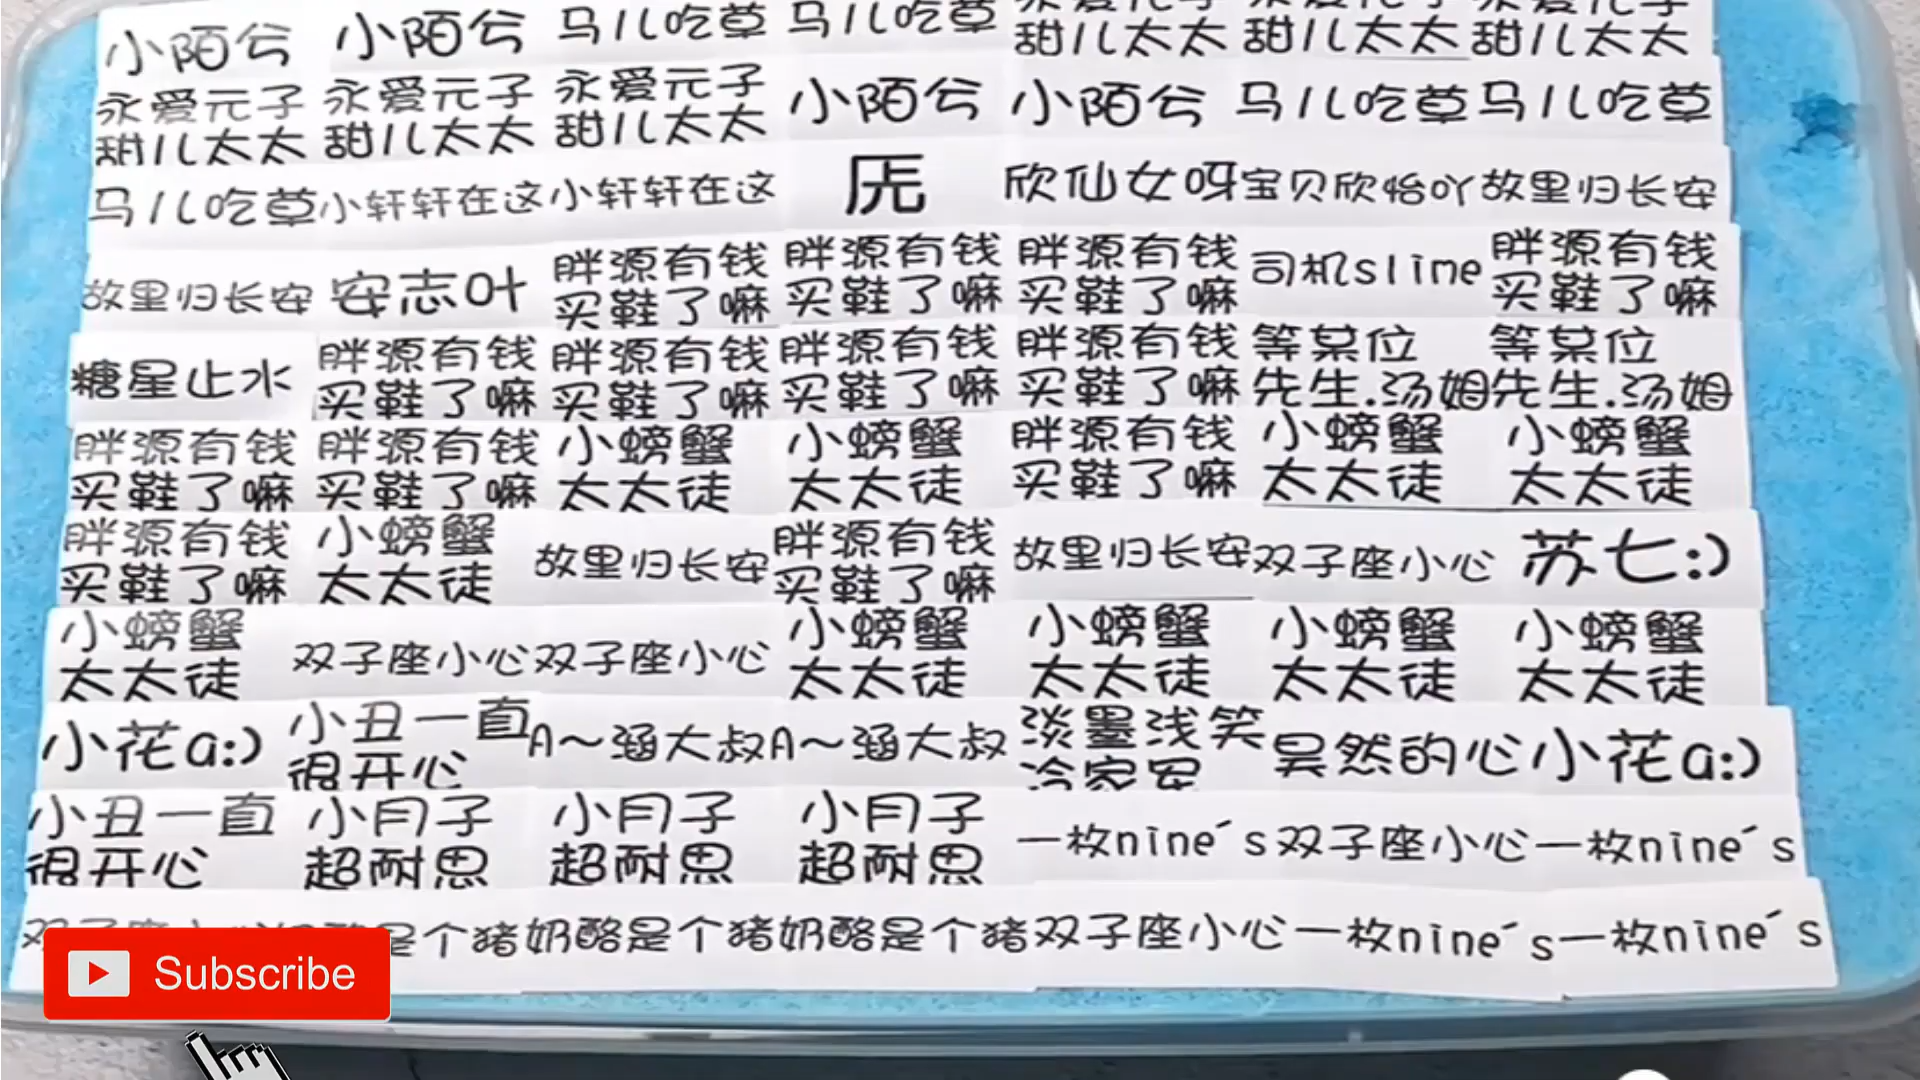 小陌兮 小陌兮 马儿吃草 马儿吃草 永爱元子 永爱元子 永爱元子
甜儿太太 甜儿太太 甜儿太太
永爱元子 永爱元子 永爱元子 小陌兮 小陌兮 马儿吃草 马儿吃草
甜儿太太 甜儿太太 甜儿太太
马儿吃草 小轩轩在这 小轩轩在这 兏 欣仙女呀 宝贝欣怡吖 故里归长安
故里归长安 安志叶 胖源有钱 胖源有钱 胖源有钱 司机slime 胖源有钱
买鞋了嘛 买鞋了嘛 买鞋了嘛 买鞋了嘛
糖星止水 胖源有钱 胖源有钱 胖源有钱 胖源有钱 等某位 等某位
买鞋了嘛 买鞋了嘛 买鞋了嘛 买鞋了嘛 先生.汤姆 先生.汤姆
胖源有钱 胖源有钱 小螃蟹 小螃蟹 胖源有钱 小螃蟹 小螃蟹
买鞋了嘛 买鞋了嘛 太太徒 太太徒 买鞋了嘛 太太徒 太太徒
胖源有钱 小螃蟹 故里归长安 胖源有钱 故里归长安 双子座小心 苏七:)
买鞋了嘛 太太徒 买鞋了嘛
小螃蟹 双子座小心 双子座小心 小螃蟹 小螃蟹 小螃蟹 小螃蟹
太太徒 太太徒 太太徒 太太徒 太太徒
小花a:) 小丑一直 A～涵大叔 A～涵大叔 淡墨浅笑 昊然的心 小花a:)
很开心
小丑一直 小月子 小月子 小月子 一枚nine´s 双子座小心 一枚nine´s
很开心 超耐思 超耐思 超耐思
是个猪 奶酪是个猪 奶酪是个猪 双子座小心 一枚nine´s 一枚nine´s
Subscribe